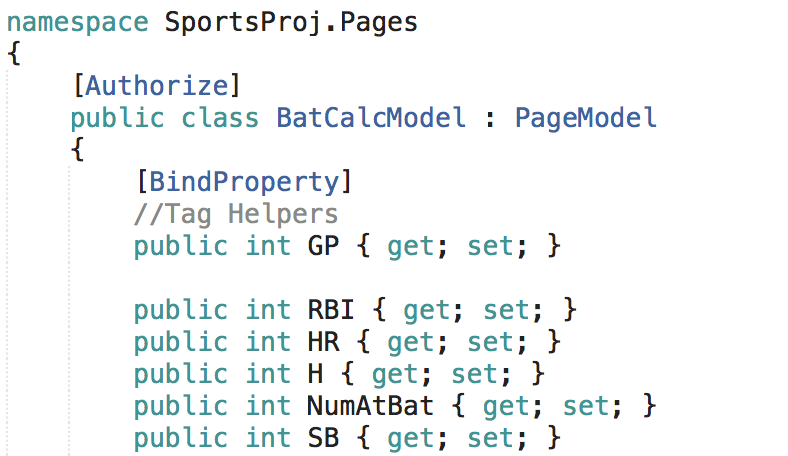 namespace SportsProj.Pages
{
[Authorize]
public class BatCalcModel : PageModel
{
[BindProperty]
//Tag Helpers
public int GP { get; set; }
public int RBI { get; set; }
public int HR { get; set; }
public int H { get; set; }
public int NumAtBat { get; set; }
public int SB { get; set; }